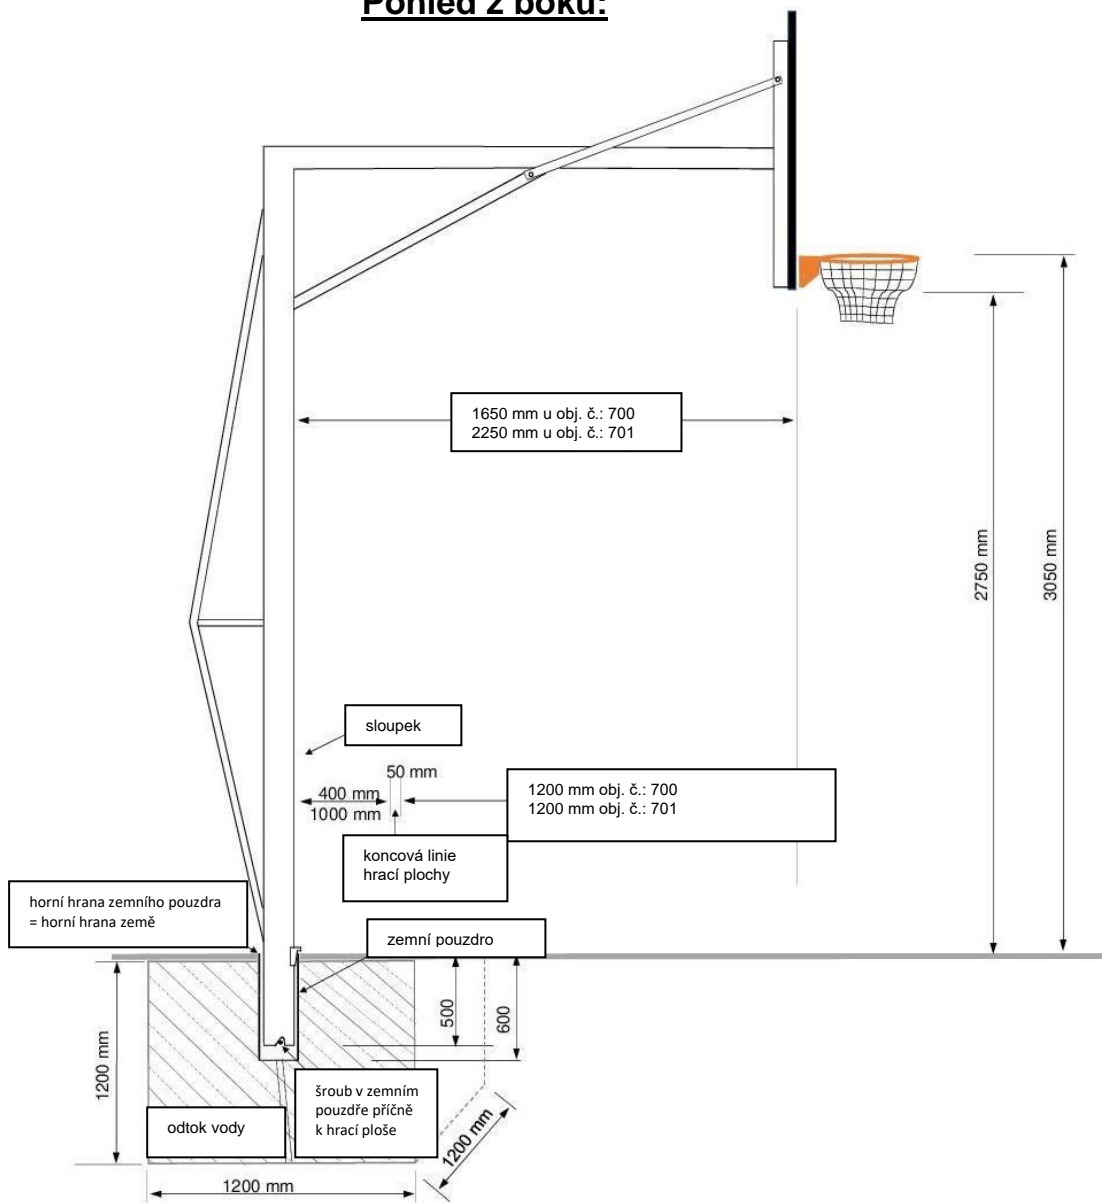 Pohled z boku:
1650 mm u obj. č.: 700
2250 mm u obj. č.: 701
2750 mm
3050 mm
sloupek
50 mm
400 mm
1000 mm
1200 mm obj. č.: 700
1200 mm obj. č.: 701
koncová linie
hrací plochy
horní hrana zemního pouzdra
= horní hrana země
zemní pouzdro
500
600
1200 mm
šroub v zemním
pouzdře příčně
k hrací ploše
odtok vody
1200 mm
1200 mm